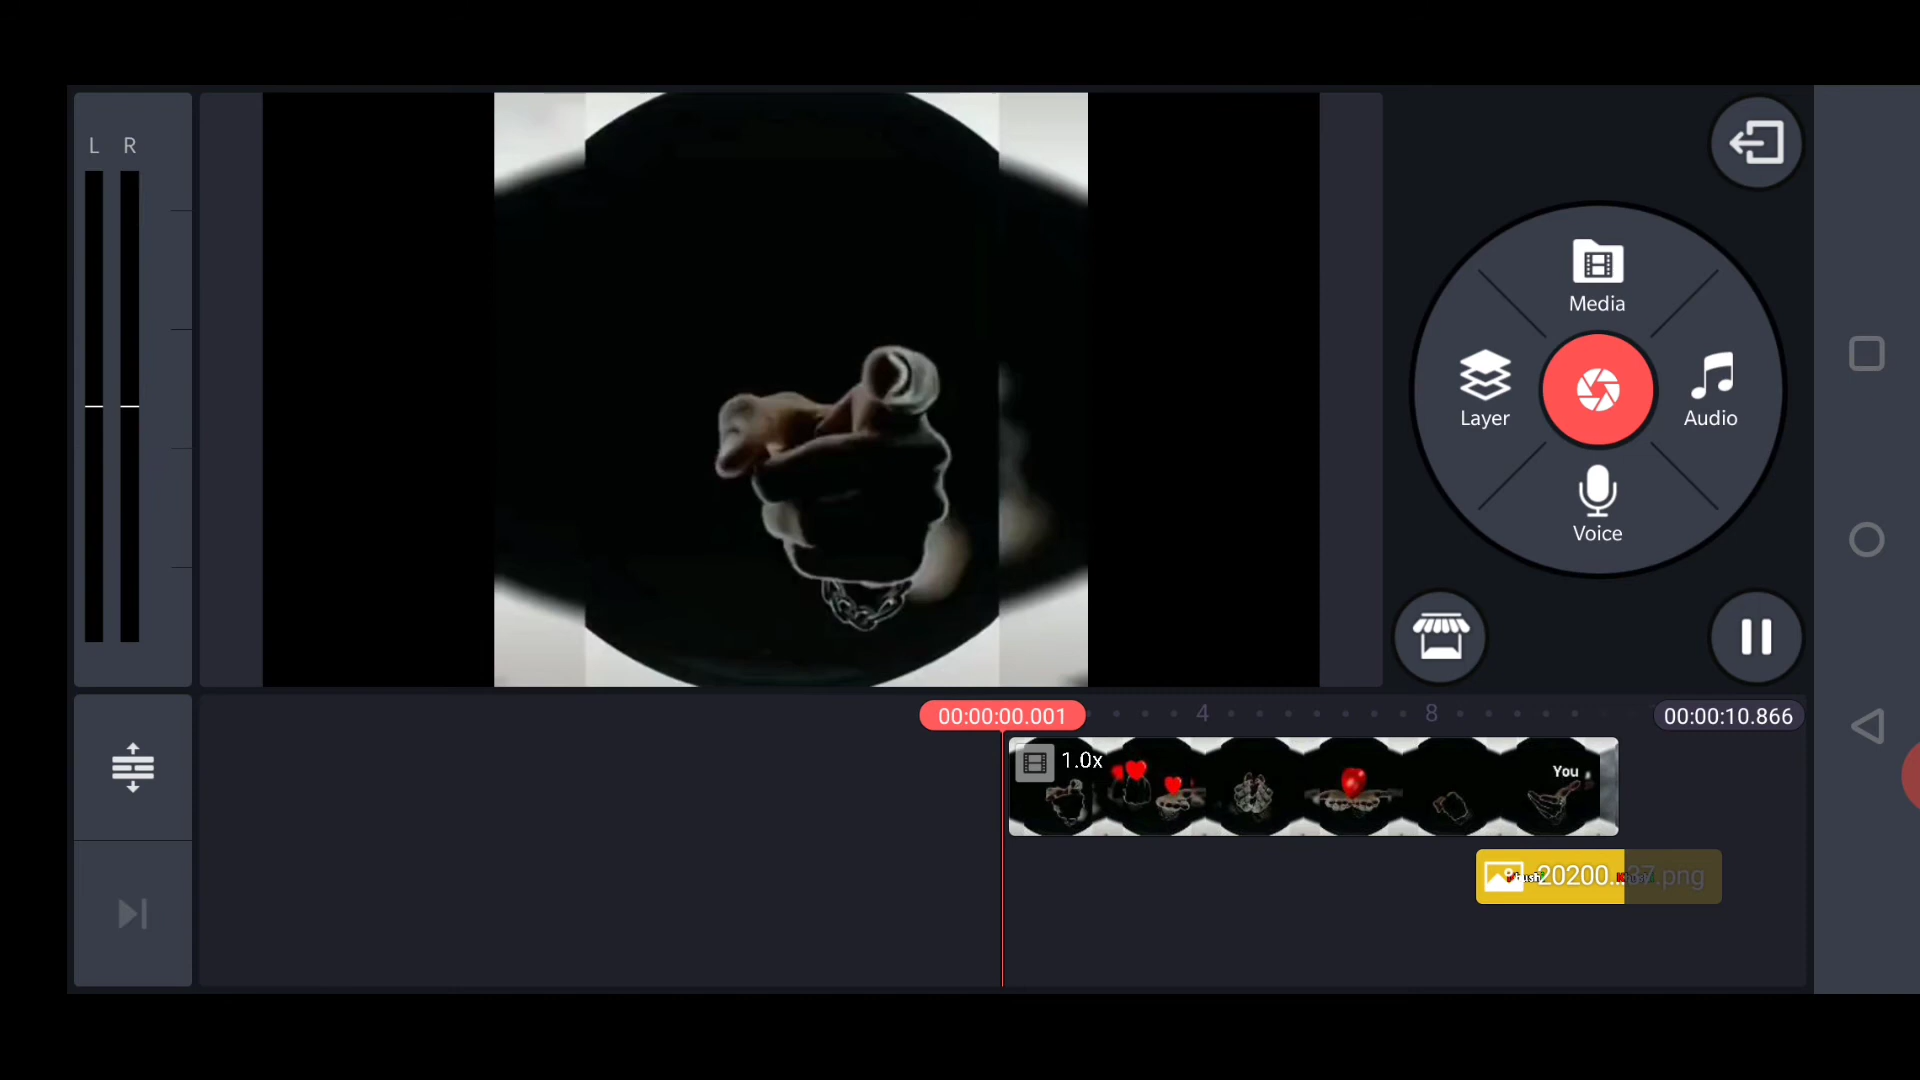 L R
Media
Layer
Audio
Voice
00:00:00.001
4
8
00:00:10.866
1.0x
You
20200...37.png